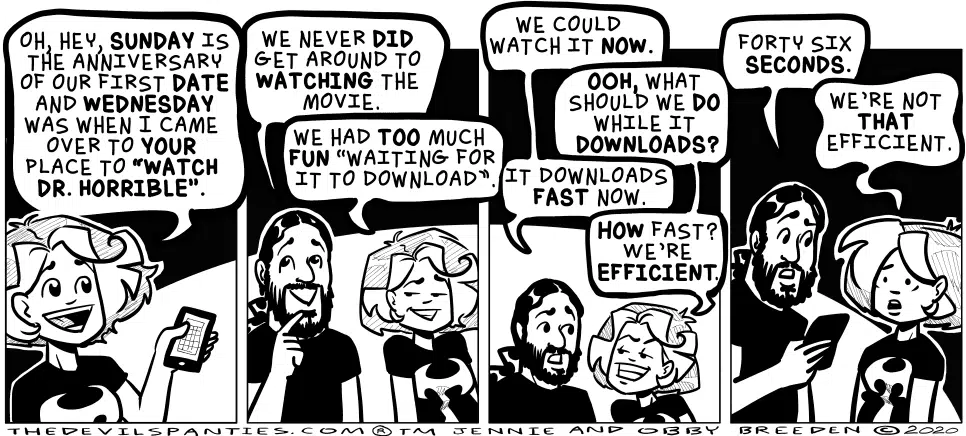 OH, HEY, SUNDAY IS
THE ANNIVERSARY
OF OUR FIRST DATE
AND WEDNESDAY
WAS WHEN I CAME
OVER TO YOUR
PLACE TO "WATCH
DR. HORRIBLE".
WE NEVER DID
GET AROUND TO
WATCHING THE
MOVIE.
WE HAD TOO MUCH
FUN "WAITING FOR
IT TO DOWNLOAD".
WE COULD
WATCH IT NOW.
OOH, WHAT
SHOULD WE DO
WHILE IT
DOWNLOADS?
IT DOWNLOADS
FAST NOW.
HOW FAST?
WE'RE
EFFICIENT.
FORTY SIX
SECONDS.
WE'RE NOT
THAT
EFFICIENT.
THEDEVILSPANTIES.COM ® TM JENNIE AND OBBY BREEDEN © 2020